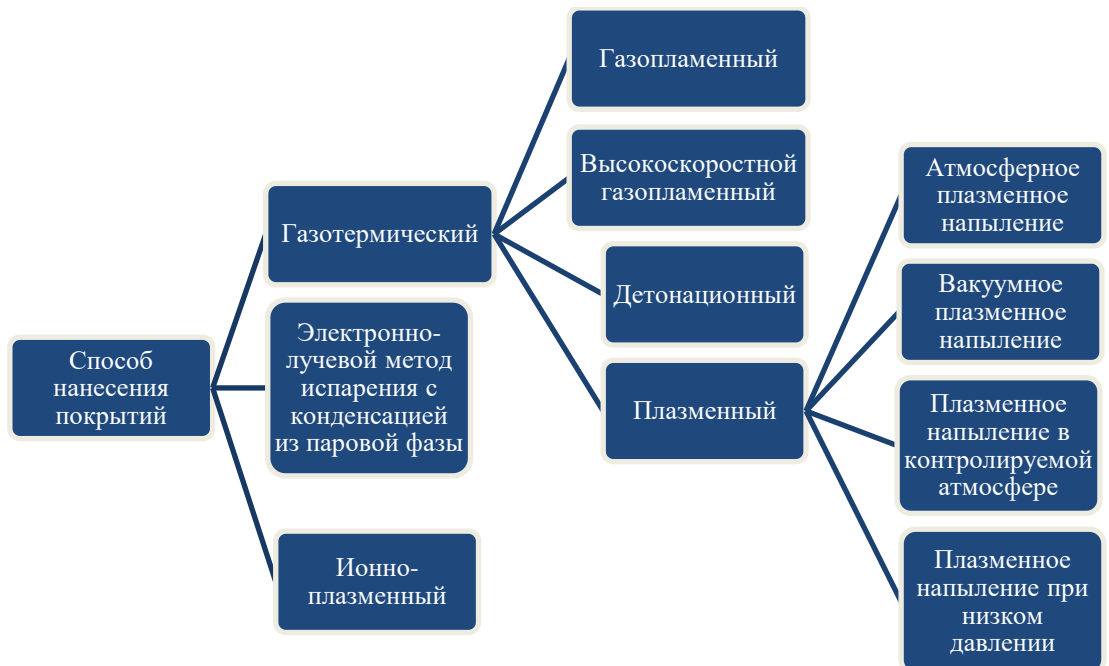 Способ
нанесения
покрытий
Газотермический
Электронно-
лучевой метод
испарения с
конденсацией
из паровой фазы
Ионно-
плазменный
Газопламенный
Высокоскоростной
газопламенный
Детонационный
Плазменный
Атмосферное
плазменное
напыление
Вакуумное
плазменное
напыление
Плазменное
напыление в
контролируемой
атмосфере
Плазменное
напыление при
низком
давлении